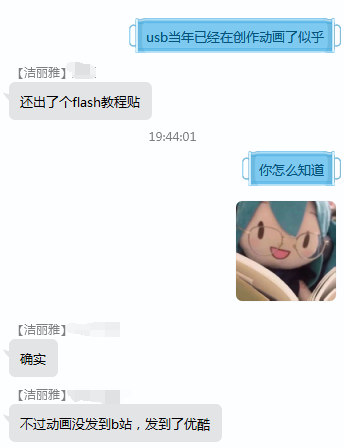 usb当年已经在创作动画了似乎
【洁丽雅】
还出了个flash教程贴
19:44:01
你怎么知道
【洁丽雅】
确实
【洁丽雅】
不过动画没发到b站，发到了优酷